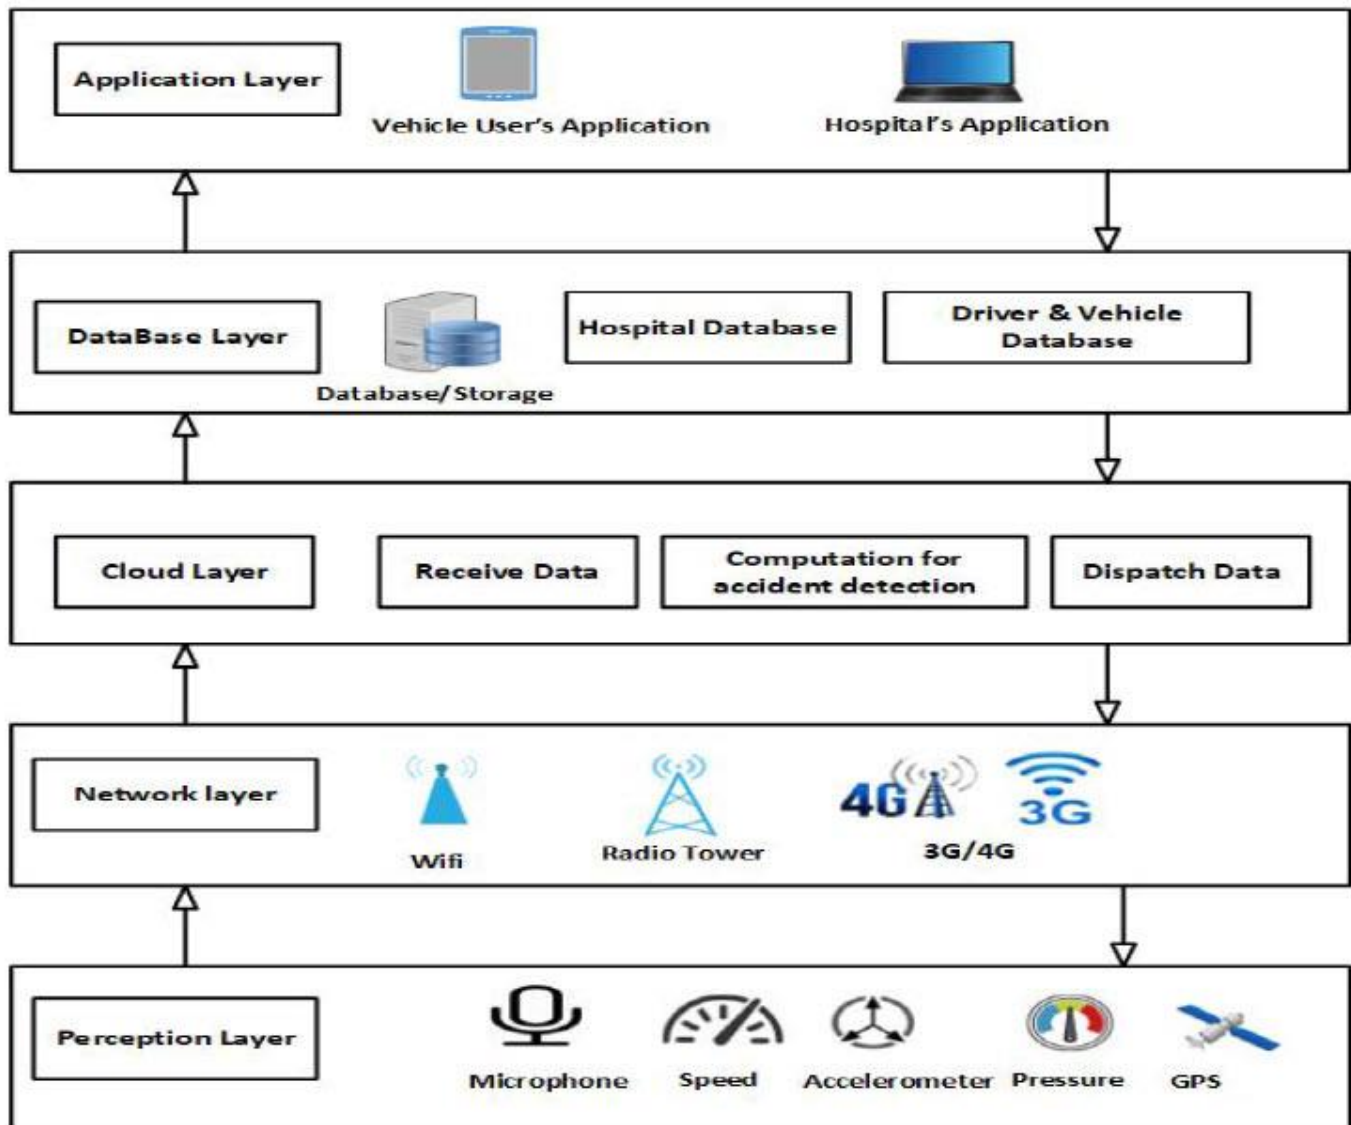 Application Layer
Vehicle User's Application
Hospital's Application
DataBase Layer
Database/Storage
Hospital Database
Driver & Vehicle
Database
Cloud Layer
Receive Data
Computation for
accident detection
Dispatch Data
Network layer
Wifi
Radio Tower
4G
3G
3G/4G
Perception Layer
Microphone
Speed
Accelerometer
Pressure
GPS